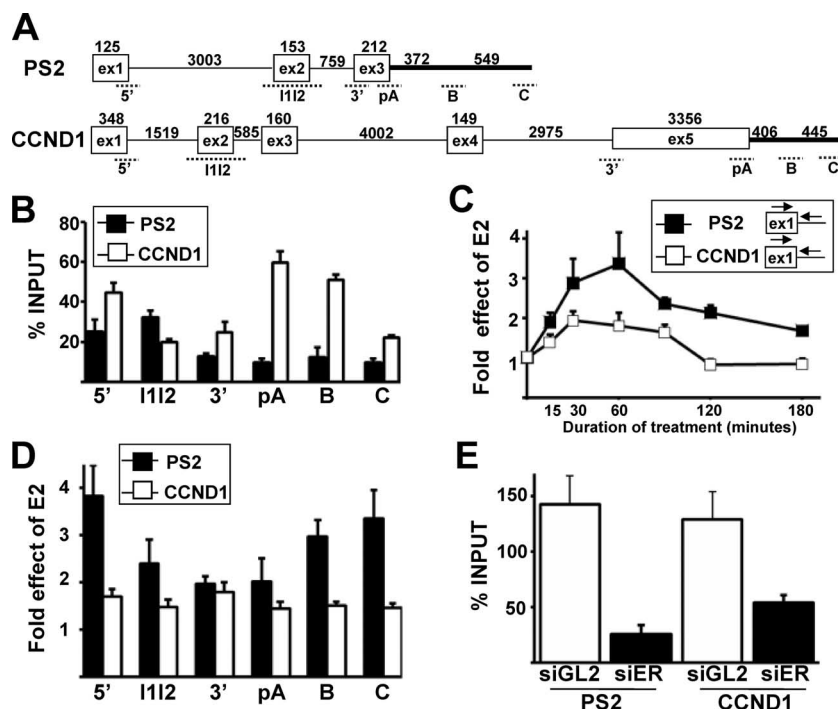 A
125 153 212
PS2 ex1 3003 ex2 759 ex3 372 549
5' I1I2 3' pA B C
348 216 160 149 3356
CCND1 ex1 1519 ex2 585 ex3 4002 ex4 2975 ex5 406 445
5' I1I2 3' pA B C
B
PS2
CCND1
% INPUT
80
60
40
20
5' I1I2 3' pA B C
C
PS2 ex1
CCND1 ex1
Fold effect of E2
4
3
2
1
15 30 60 120 180
Duration of treatment (minutes)
D
PS2
CCND1
Fold effect of E2
4
3
2
1
5' I1I2 3' pA B C
E
% INPUT
150
100
50
siGL2 siER siGL2 siER
PS2 CCND1